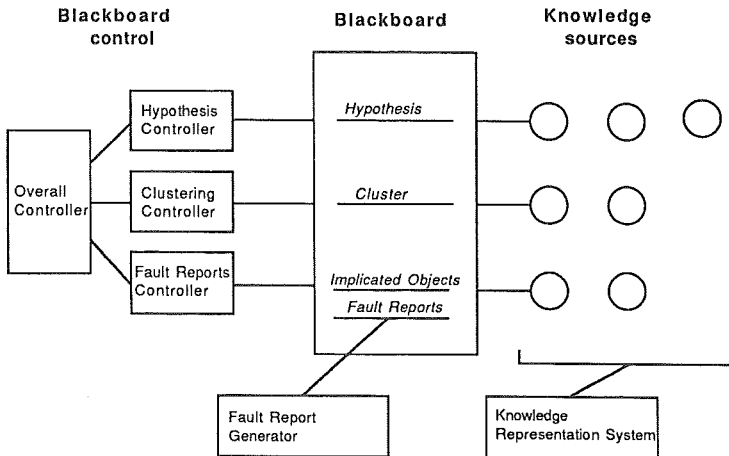 Blackboard
control
Blackboard
Knowledge
sources
Hypothesis
Controller
Hypothesis
Overall
Controller
Clustering
Controller
Cluster
Fault Reports
Controller
Implicated Objects
Fault Reports
Fault Report
Generator
Knowledge
Representation System